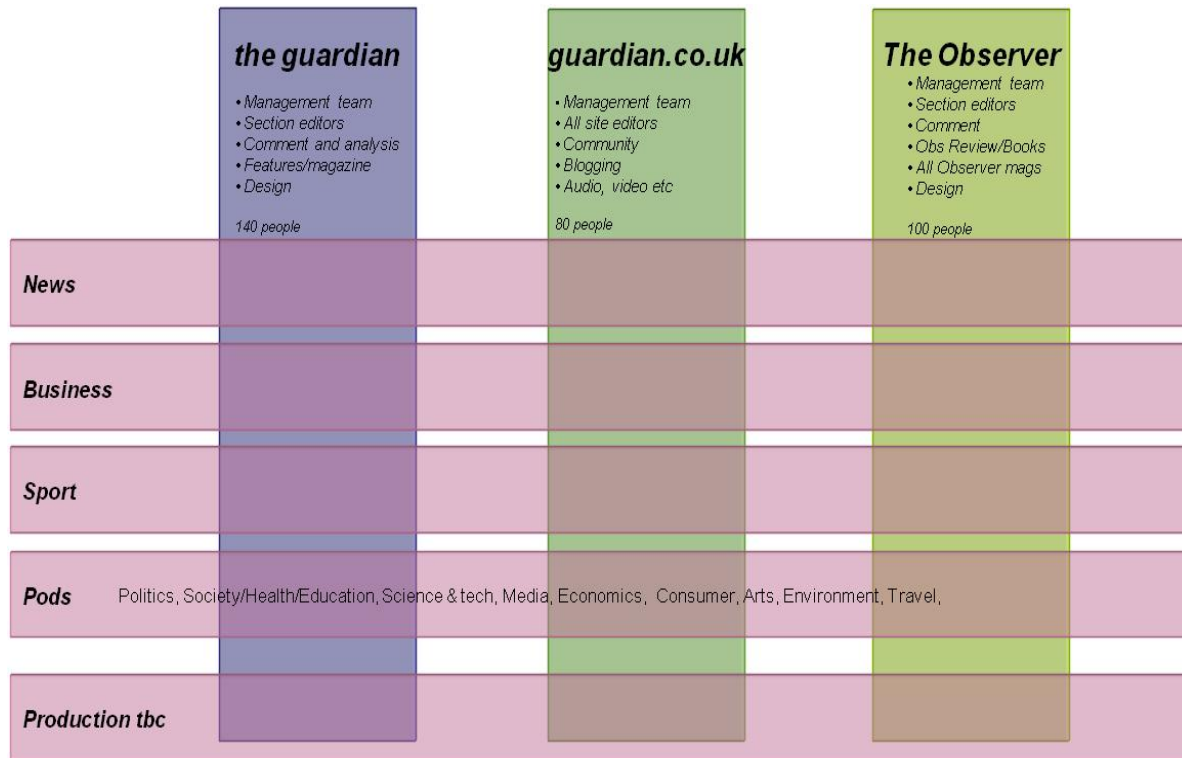 the guardian
• Management team
• Section editors
• Comment and analysis
• Features/magazine
• Design
140 people
guardian.co.uk
• Management team
• All site editors
• Community
• Blogging
• Audio, video etc
80 people
The Observer
• Management team
• Section editors
• Comment
• Obs Review/Books
• All Observer mags
• Design
100 people
News
Business
Sport
Pods Politics, Society/Health/Education, Science & tech, Media, Economics, Consumer, Arts, Environment, Travel,
Production tbc